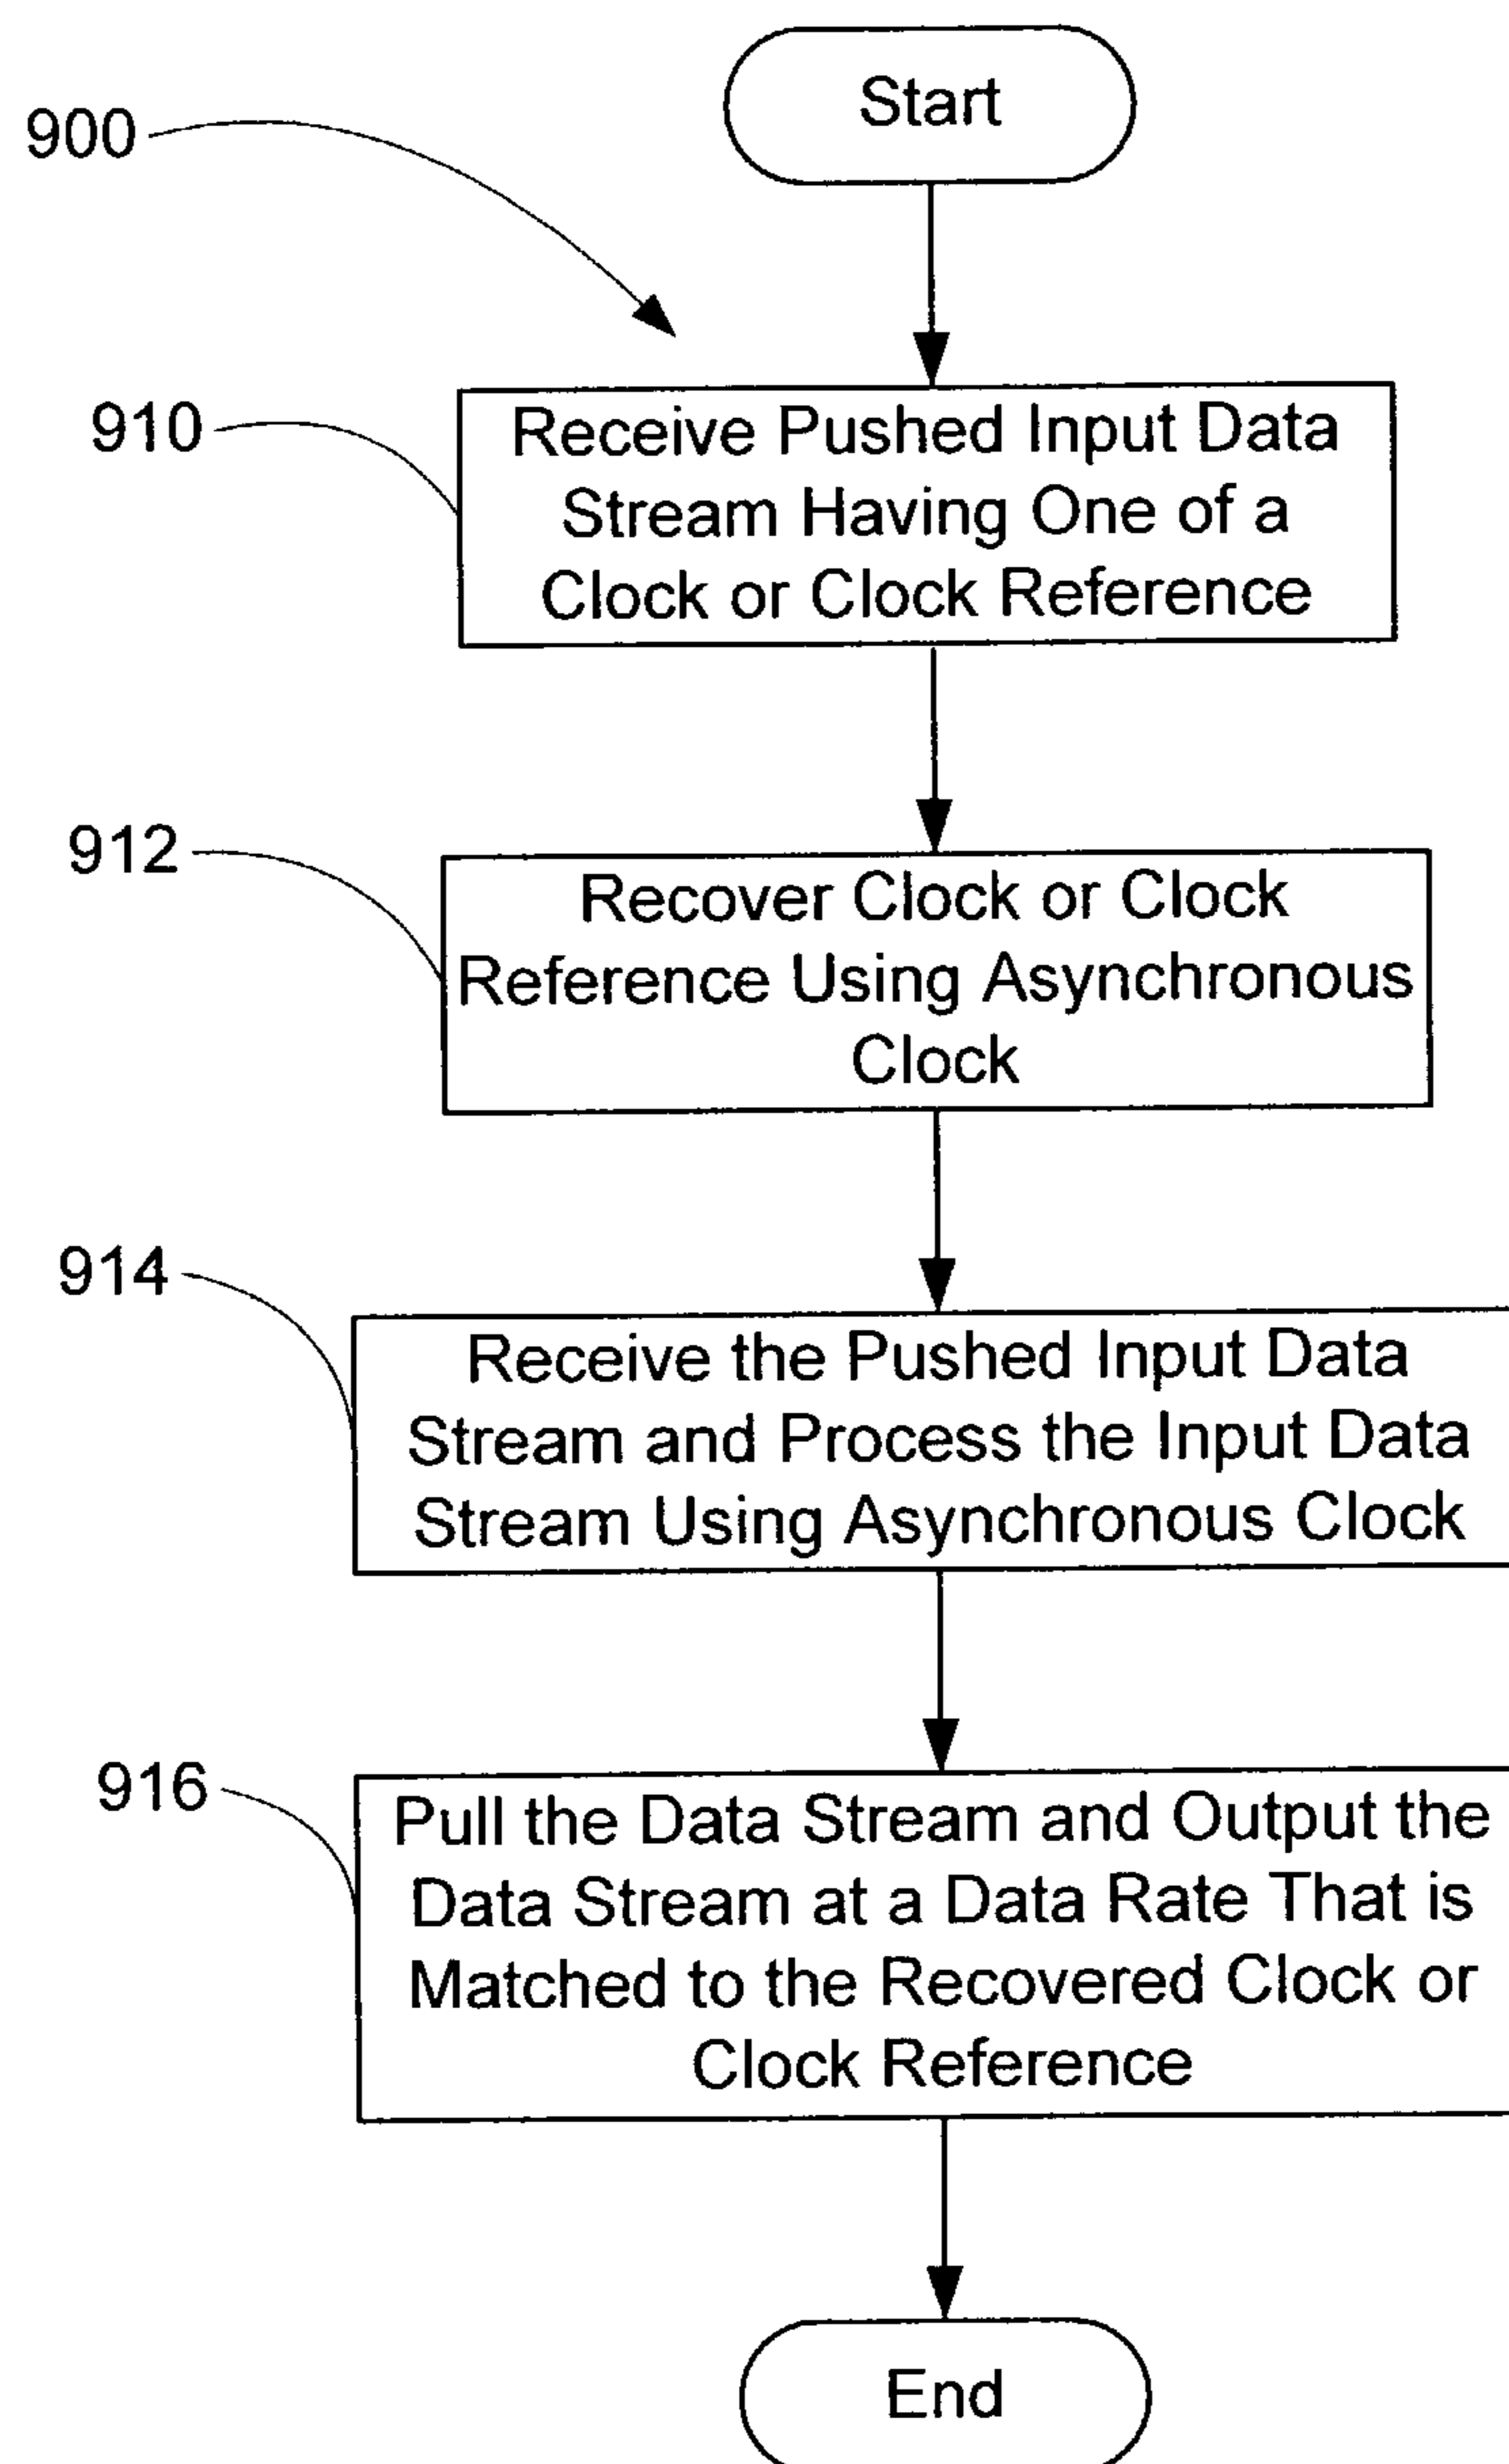 Start
900
910
Receive Pushed Input Data
Stream Having One of a
Clock or Clock Reference
912
Recover Clock or Clock
Reference Using Asynchronous
Clock
914
Receive the Pushed Input Data
Stream and Process the Input Data
Stream Using Asynchronous Clock
916
Pull the Data Stream and Output the
Data Stream at a Data Rate That is
Matched to the Recovered Clock or
Clock Reference
End